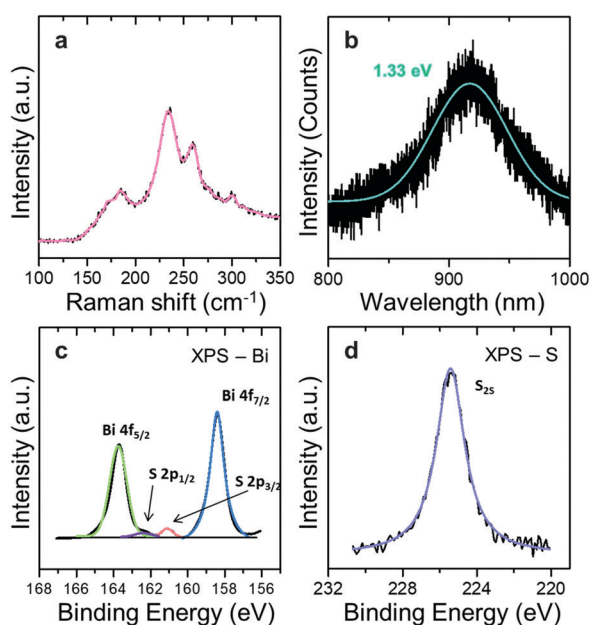 a
Intensity (a.u.)
100 150 200 250 300 350
Raman shift (cm-1)
b
1.33 eV
Intensity (Counts)
800 900 1000
Wavelength (nm)
c
XPS – Bi
Bi 4f7/2
Bi 4f5/2
S 2p1/2
S 2p3/2
Intensity (a.u.)
168 166 164 162 160 158 156
Binding Energy (eV)
d
XPS – S
S2S
Intensity (a.u.)
232 228 224 220
Binding Energy (eV)